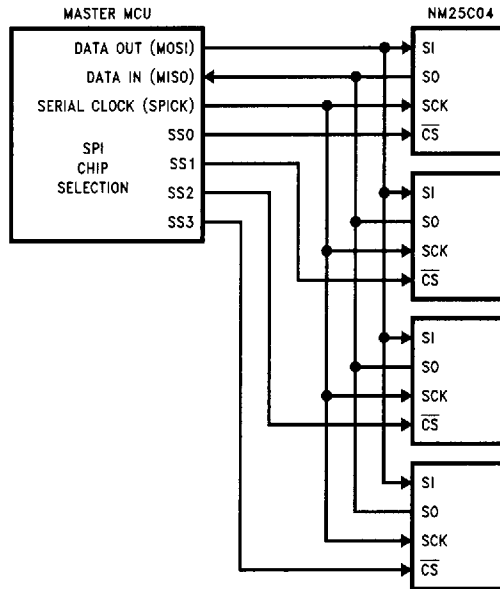 MASTER MCU
NM25C04
DATA OUT (MOSI)
DATA IN (MISO)
SERIAL CLOCK (SPICK)
SS0
SPI
CHIP
SELECTION
SS1
SS2
SS3
SI
SO
SCK
CS
SI
SO
SCK
CS
SI
SO
SCK
CS
SI
SO
SCK
CS